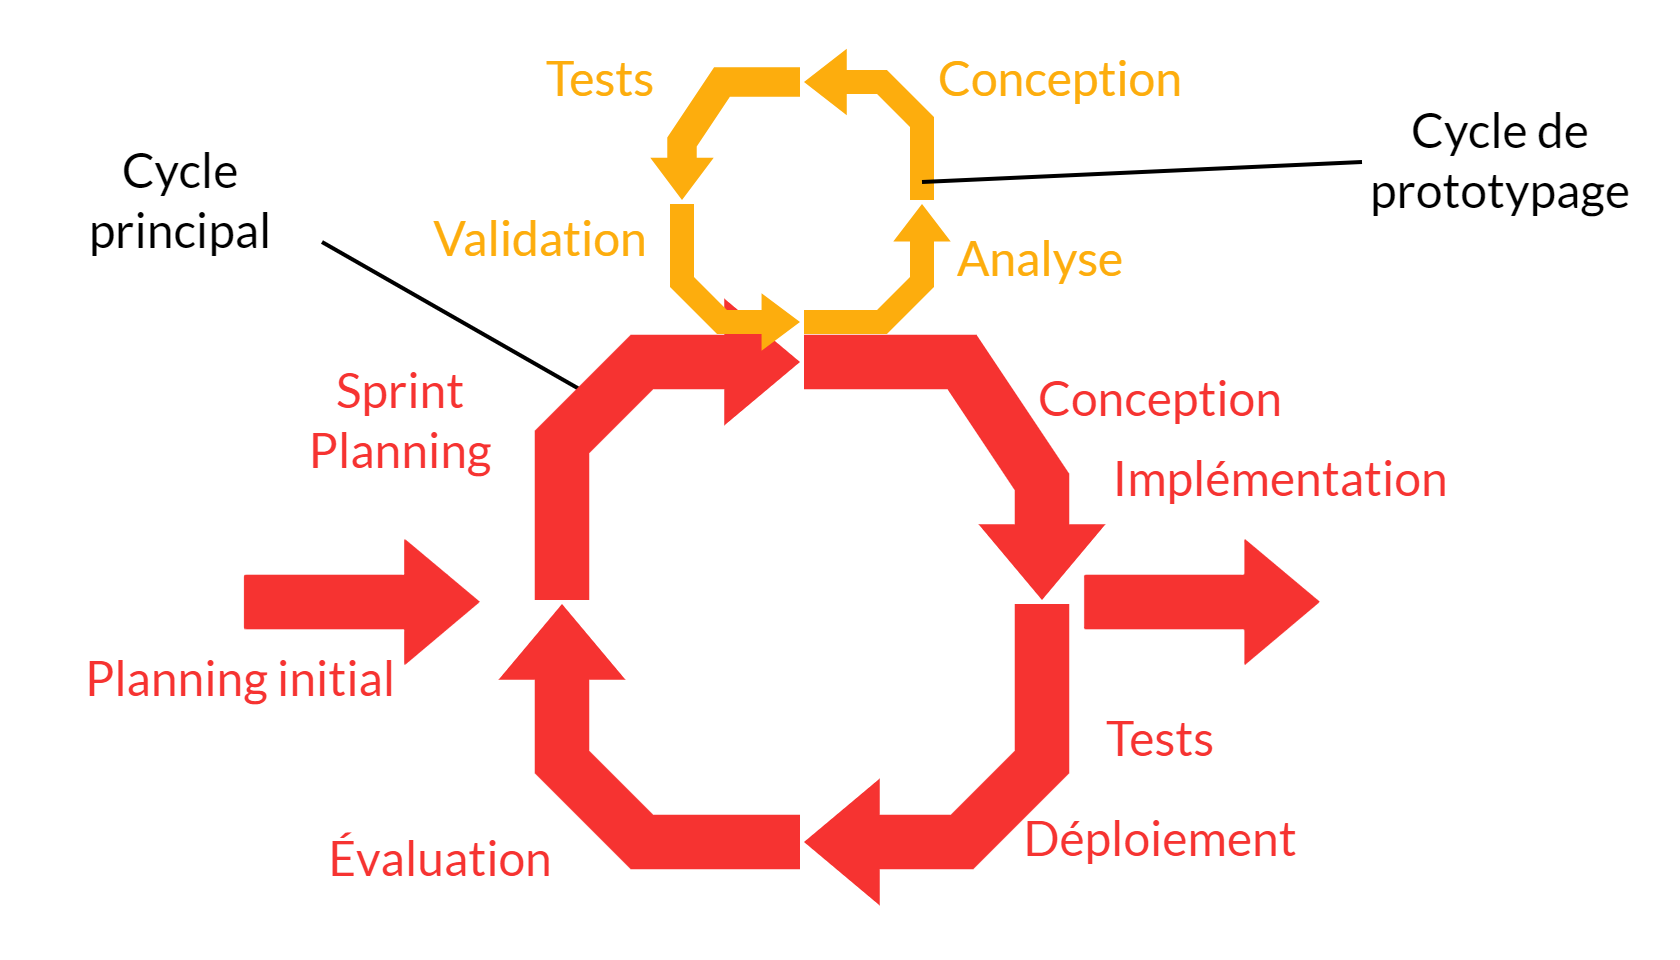 Tests
Conception
Cycle de
prototypage
Cycle
principal
Validation
Analyse
Sprint
Planning
Conception
Implémentation
Planning initial
Tests
Déploiement
Évaluation